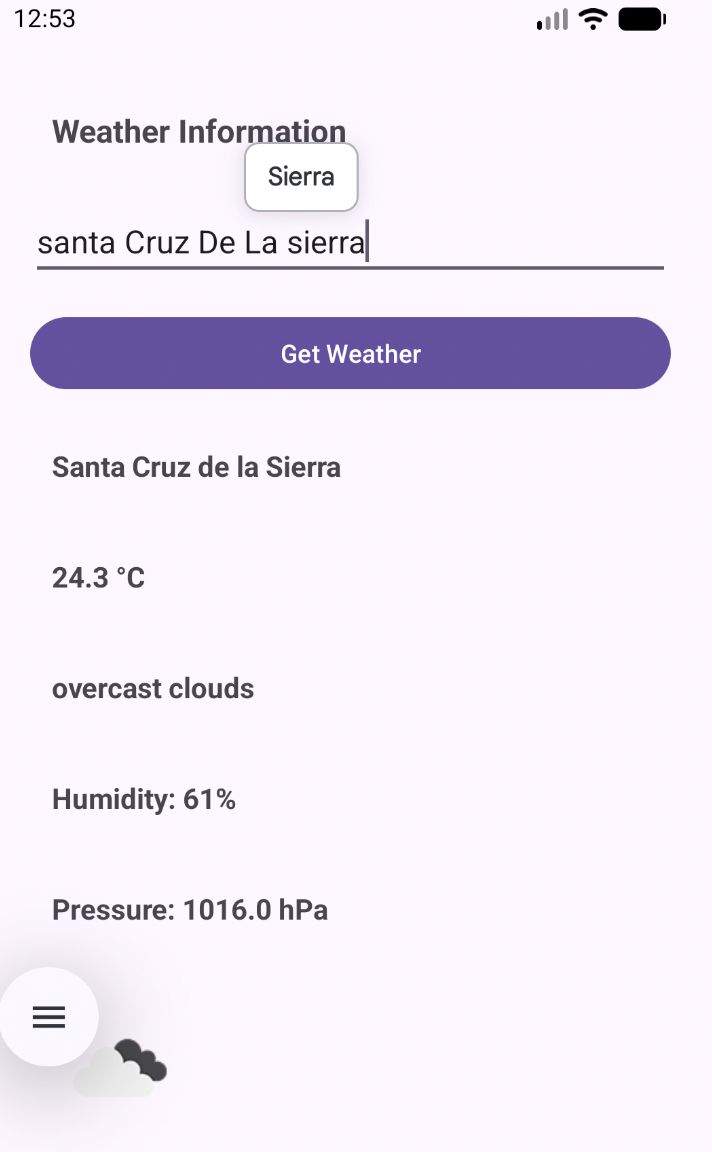 12:53
Weather Information
Sierra
santa Cruz De La sierra
Get Weather
Santa Cruz de la Sierra
24.3 °C
overcast clouds
Humidity: 61%
Pressure: 1016.0 hPa